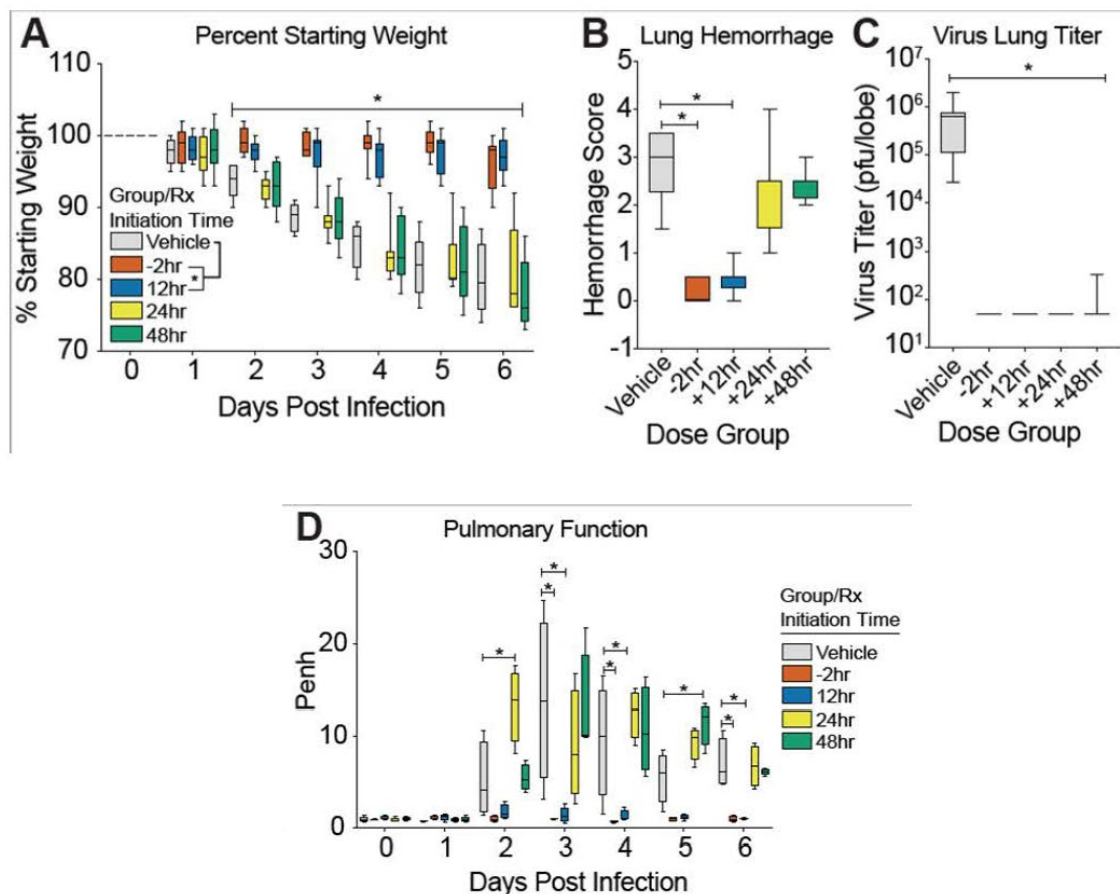 A
Percent Starting Weight
% Starting Weight
110
100
90
80
70
*
Group/Rx
Initiation Time
Vehicle
-2hr
12hr
24hr
48hr
*
0 1 2 3 4 5 6
Days Post Infection
B
Lung Hemorrhage
Hemorrhage Score
5
4
3
2
1
0
-1
*
*
Vehicle
-2hr
+12hr
+24hr
+48hr
Dose Group
C
Virus Lung Titer
Virus Titer (pfu/lobe)
10⁷
10⁶
10⁵
10⁴
10³
10²
10¹
*
Vehicle
-2hr
+12hr
+24hr
+48hr
Dose Group
D
Pulmonary Function
Penh
30
20
10
0
*
*
*
*
*
*
*
*
0 1 2 3 4 5 6
Days Post Infection
Group/Rx
Initiation Time
Vehicle
-2hr
12hr
24hr
48hr